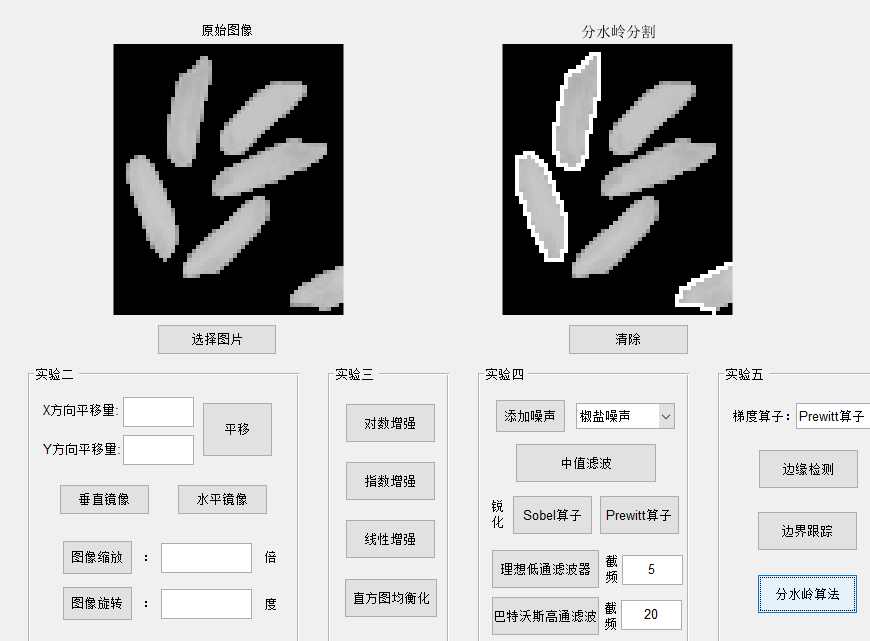 原始图像
分水岭分割
选择图片
清除
实验二
X方向平移量:
平移
Y方向平移量:
垂直镜像
水平镜像
图像缩放
:
倍
图像旋转
:
度
实验三
对数增强
指数增强
线性增强
直方图均衡化
实验四
添加噪声
椒盐噪声
中值滤波
锐化
Sobel算子
Prewitt算子
理想低通滤波器
截频
5
巴特沃斯高通滤波
截频
20
实验五
梯度算子:
Prewitt算子
边缘检测
边界跟踪
分水岭算法